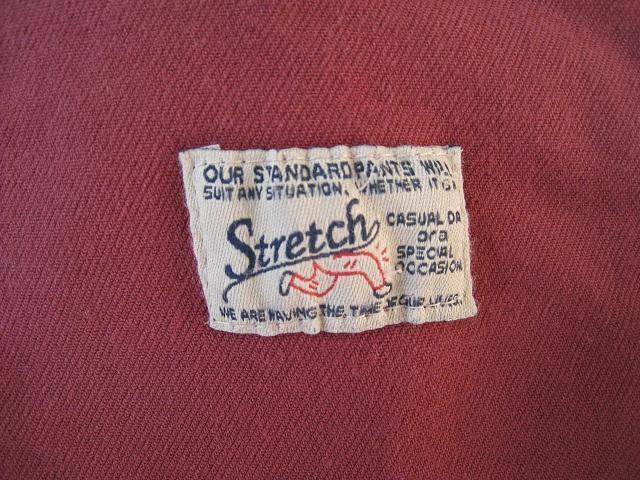 OUR STANDARD PANTS WILL
SUIT ANY SITUATION, WHETHER IT
Stretch
CASUAL DA
or a
SPECIAL
OCCASION
WE ARE HAVING THE TIME OF OUR LIVES.